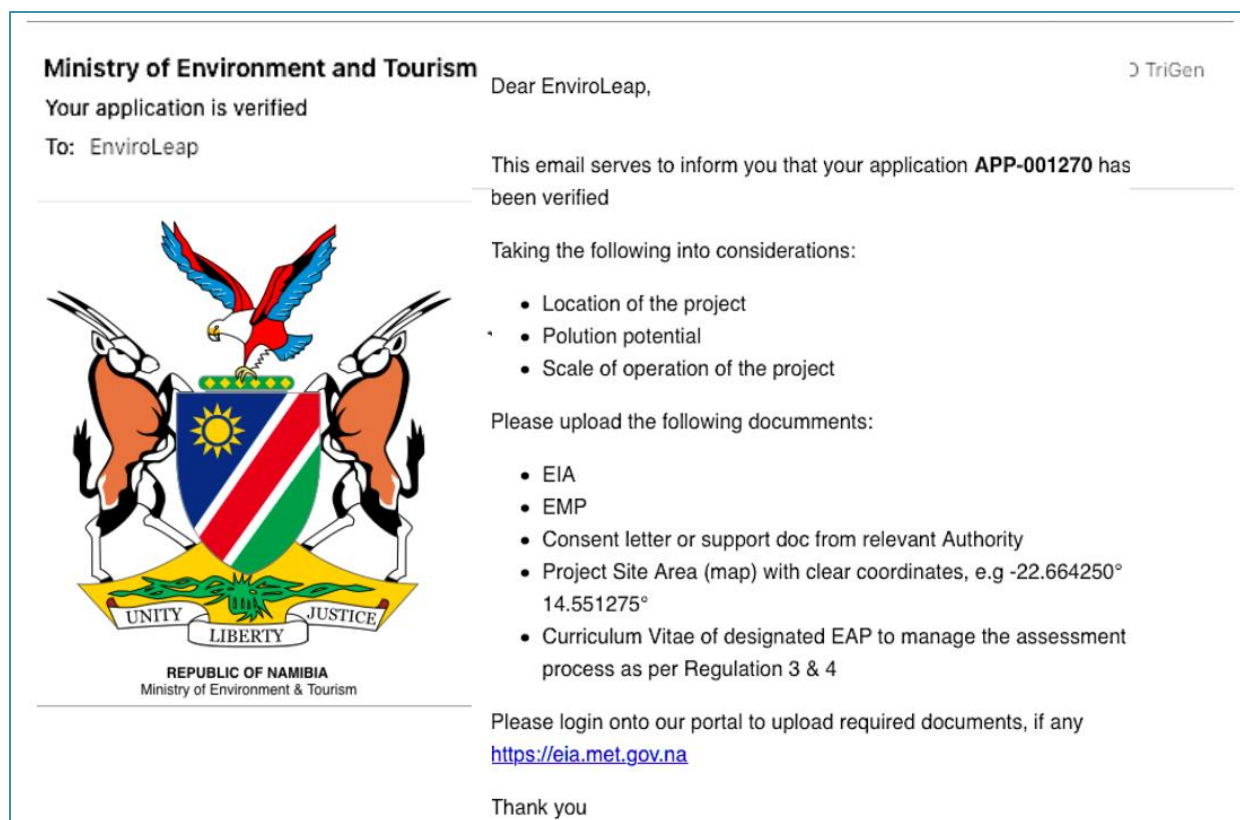 Ministry of Environment and Tourism
Your application is verified
To: EnviroLeap
TriGen
UNITY
LIBERTY
JUSTICE
REPUBLIC OF NAMIBIA
Ministry of Environment & Tourism
Dear EnviroLeap,
This email serves to inform you that your application APP-001270 has
been verified
Taking the following into considerations:
• Location of the project
• Polution potential
• Scale of operation of the project
Please upload the following documments:
• EIA
• EMP
• Consent letter or support doc from relevant Authority
• Project Site Area (map) with clear coordinates, e.g -22.664250°
14.551275°
• Curriculum Vitae of designated EAP to manage the assessment
process as per Regulation 3 & 4
Please login onto our portal to upload required documents, if any
https://eia.met.gov.na
Thank you